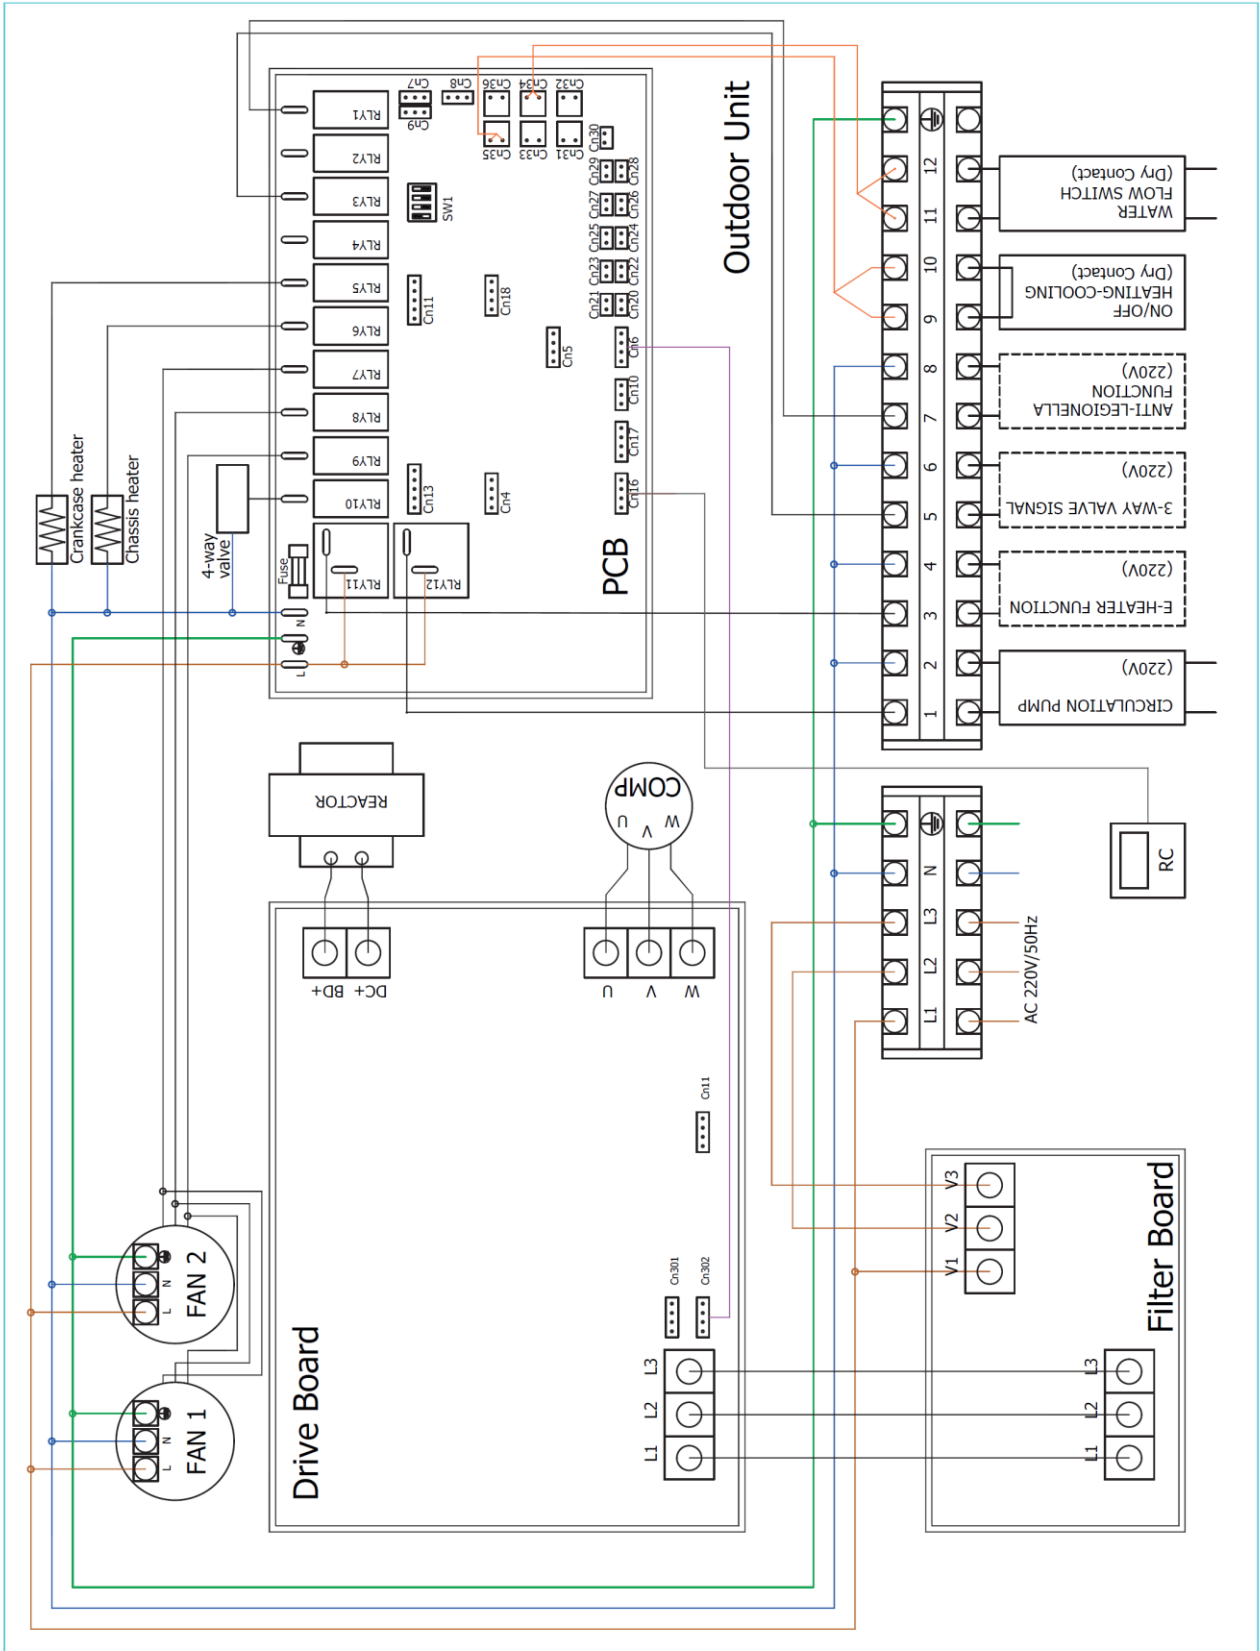 Outdoor Unit
PCB
RLY1
RLY2
RLY3
RLY4
RLY5
RLY6
RLY7
RLY8
RLY9
RLY10
RLY11
RLY12
Fuse
N
L
Cn7
Cn9
Cn8
Cn36
Cn35
Cn34
Cn33
Cn32
Cn31
Cn30
Cn29
Cn28
Cn27
Cn26
Cn25
Cn24
Cn23
Cn22
Cn21
Cn20
SW1
Cn11
Cn18
Cn5
Cn6
Cn10
Cn17
Cn16
Cn13
Cn4
Crankcase heater
Chassis heater
4-way
valve
12
11
10
9
8
7
6
5
4
3
2
1
WATER
FLOW SWITCH
(Dry Contact)
ON/OFF
HEATING-COOLING
(Dry Contact)
ANTI-LEGIONELLA
FUNCTION
(220V)
3-WAY VALVE SIGNAL
(220V)
E-HEATER FUNCTION
(220V)
CIRCULATION PUMP
(220V)
REACTOR
COMP
U
V
W
N
L3
L2
L1
AC 220V/50Hz
RC
BD+
DC+
U
V
W
Drive Board
Cn11
Cn301
Cn302
L3
L2
L1
FAN 2
N
L
FAN 1
N
L
Filter Board
V3
V2
V1
L3
L2
L1